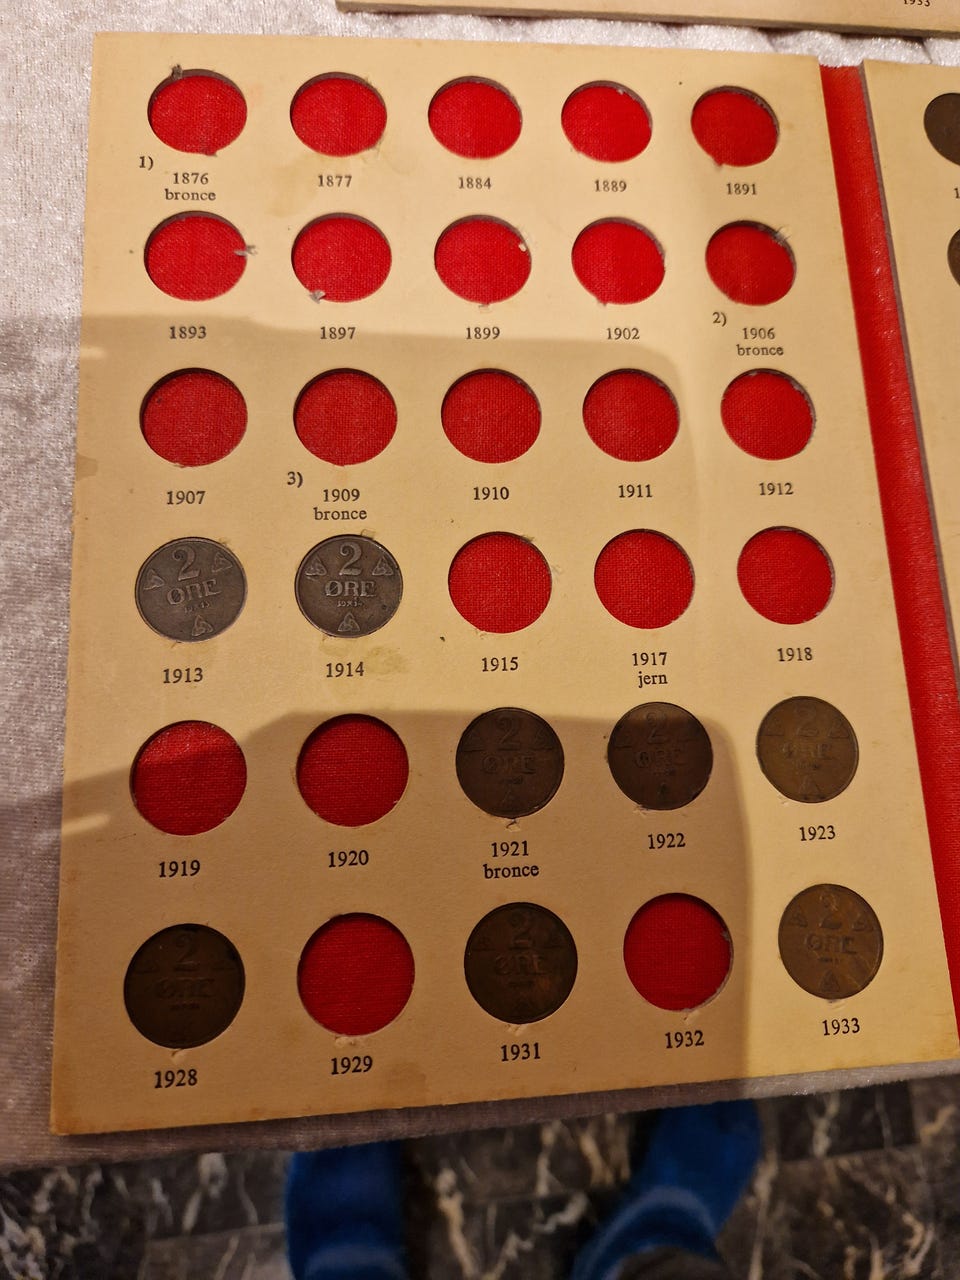 1933
1876 1877 1884 1889 1891
1)
bronce
1893 1897 1899 1902 1906
2)
bronce
1907 1909 1910 1911 1912
3)
bronce
2 2
ØRE ØRE
1913 1914 1915 1917 1918
jern
2 2 2
ØRE ØRE ØRE
1919 1920 1921 1922 1923
bronce
2 2 2
ØRE ØRE ØRE
1928 1929 1931 1932 1933